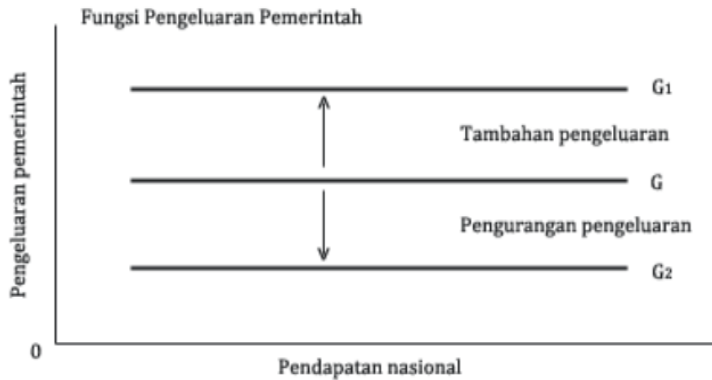 Fungsi Pengeluaran Pemerintah
Pengeluaran pemerintah
G1
Tambahan pengeluaran
G
Pengurangan pengeluaran
G2
0
Pendapatan nasional